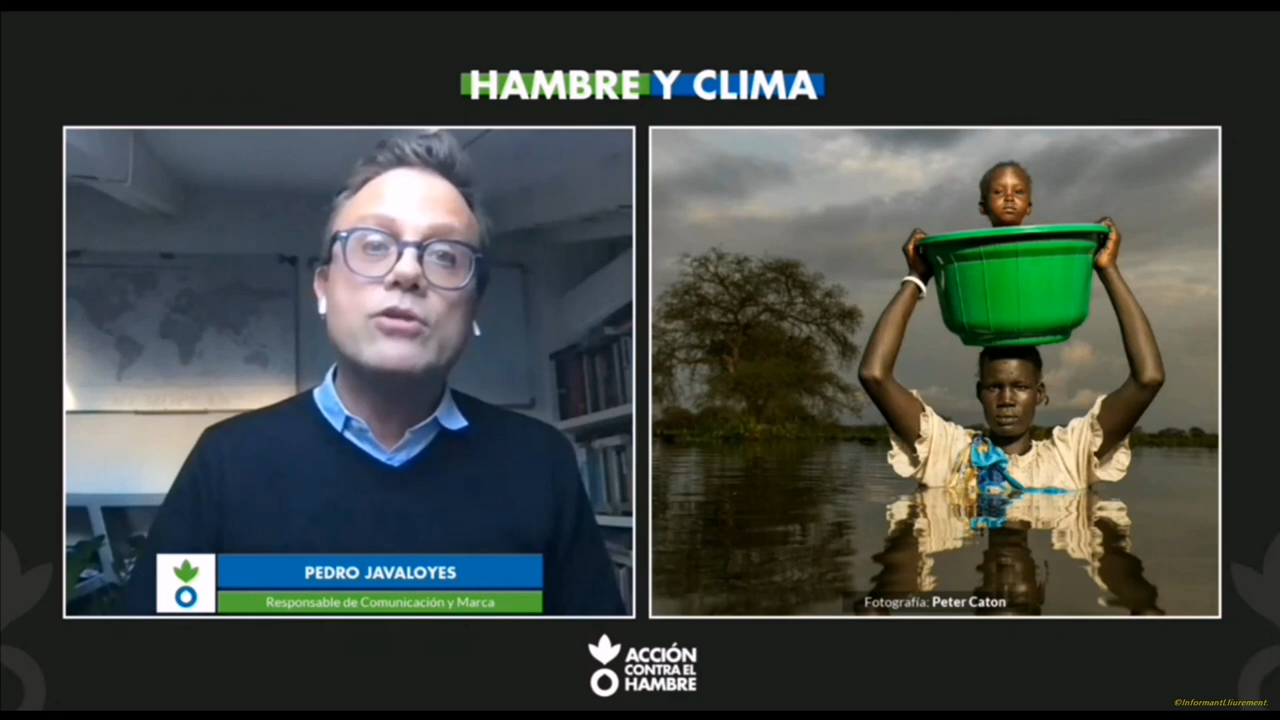 HAMBRE Y CLIMA
PEDRO JAVALOYES
Responsable de Comunicación y Marca
Fotografía: Peter Caton
ACCIÓN
CONTRA EL
HAMBRE
©InformantLliurement.